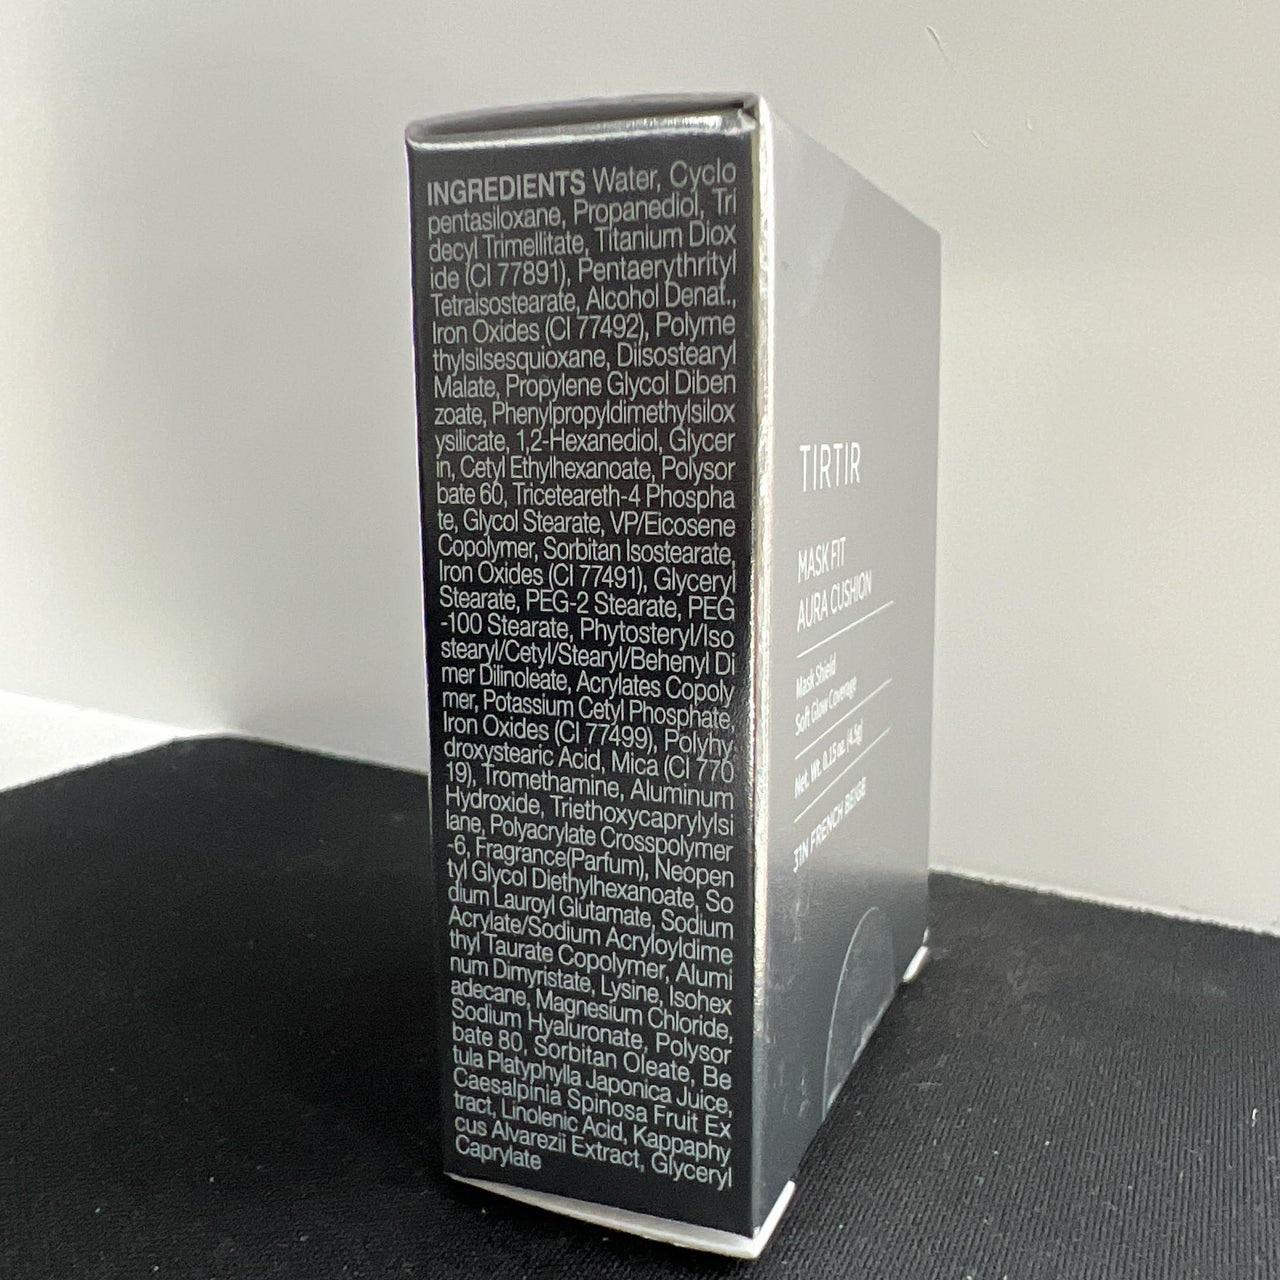 INGREDIENTS Water, Cyclo
pentasiloxane, Propanediol, Tri
decyl Trimellitate, Titanium Diox
ide (CI 77891), Pentaerythrityl
Tetraisostearate, Alcohol Denat.,
Iron Oxides (CI 77492), Polyme
thylsilsesquioxane, Diisostearyl
Malate, Propylene Glycol Diben
zoate, Phenylpropyldimethylsilox
ysilicate, 1,2-Hexanediol, Glycer
in, Cetyl Ethylhexanoate, Polysor
bate 60, Triceteareth-4 Phospha
te, Glycol Stearate, VP/Eicosene
Copolymer, Sorbitan Isostearate,
Iron Oxides (CI 77491), Glyceryl
Stearate, PEG-2 Stearate, PEG
-100 Stearate, Phytosteryl/Iso
stearyl/Cetyl/Stearyl/Behenyl Di
mer Dilinoleate, Acrylates Copoly
mer, Potassium Cetyl Phosphate,
Iron Oxides (CI 77499), Polyhy
droxystearic Acid, Mica (CI 770
19), Tromethamine, Aluminum
Hydroxide, Triethoxycaprylylsi
lane, Polyacrylate Crosspolymer
-6, Fragrance(Parfum), Neopen
tyl Glycol Diethylhexanoate, So
dium Lauroyl Glutamate, Sodium
Acrylate/Sodium Acryloyldime
thyl Taurate Copolymer, Alumi
num Dimyristate, Lysine, Isohex
adecane, Magnesium Chloride,
Sodium Hyaluronate, Polysor
bate 80, Sorbitan Oleate, Be
tula Platyphylla Japonica Juice,
Caesalpinia Spinosa Fruit Ex
tract, Linolenic Acid, Kappaphy
cus Alvarezii Extract, Glyceryl
Caprylate
TIRTIR
MASK FIT
AURA CUSHION
Mask Shield
Soft Glow Coverage
Net. Wt. 0.15 oz. (4.5g)
31N FRENCH BEIGE